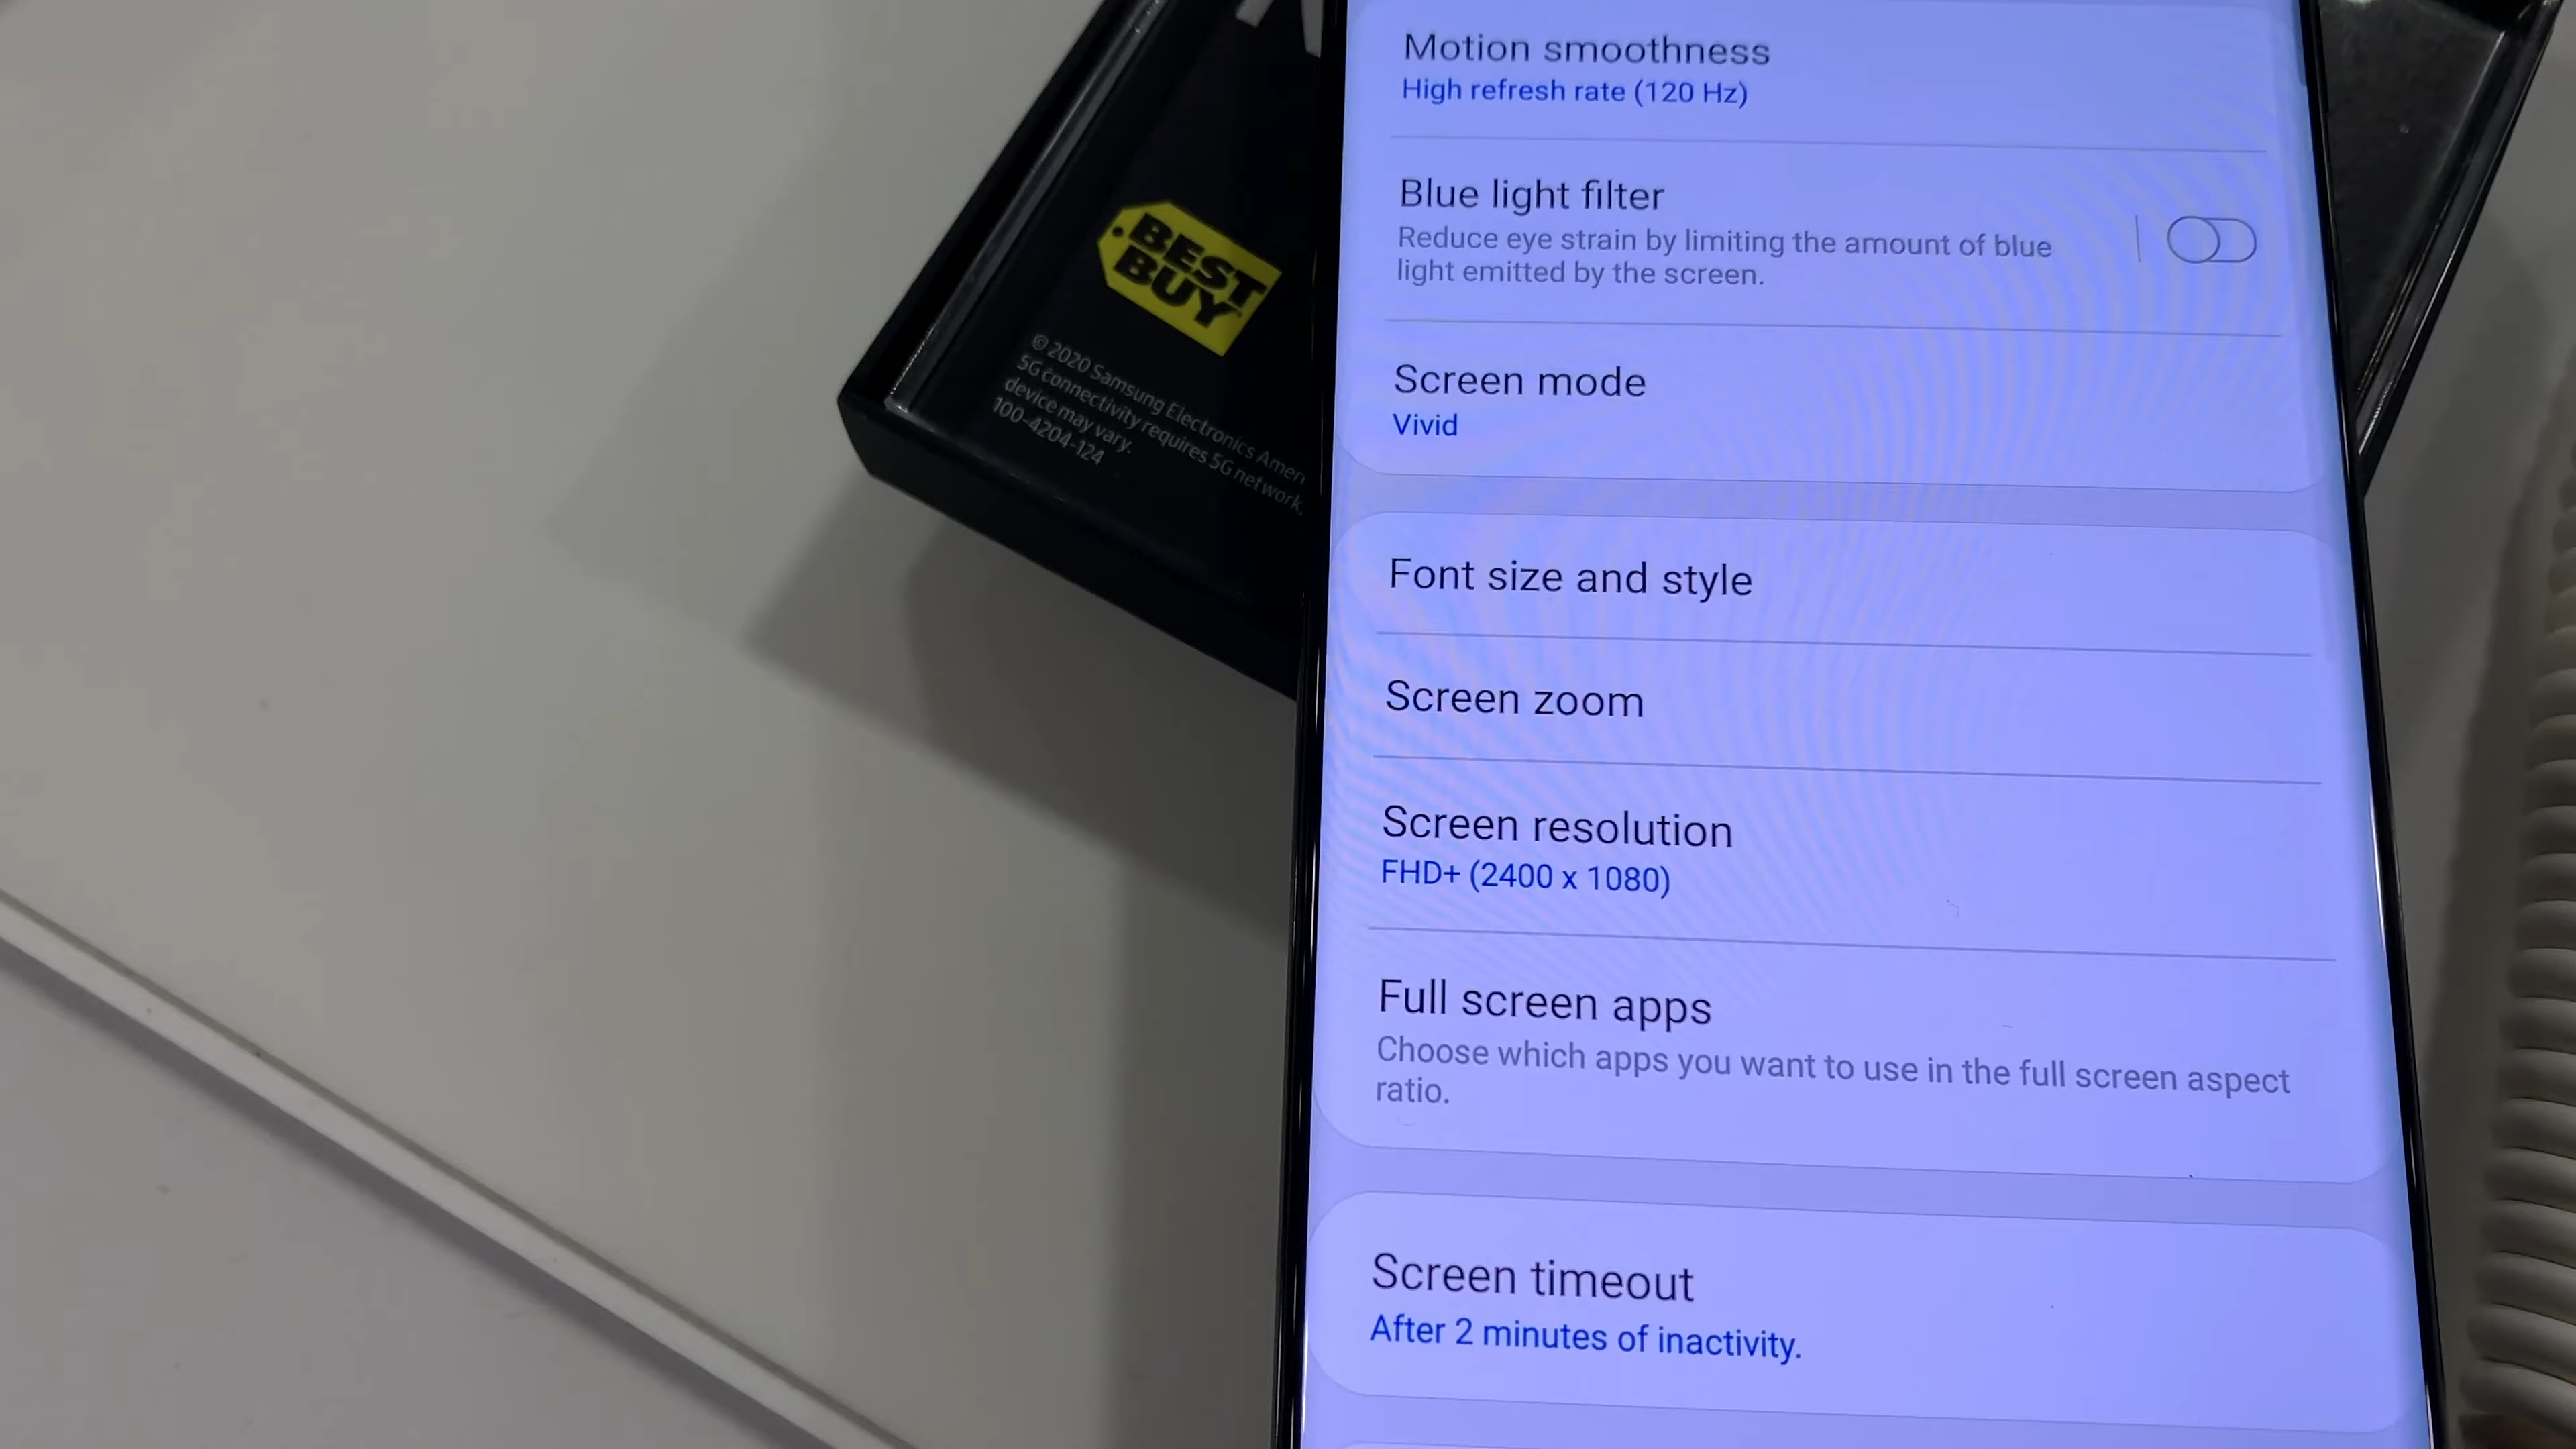 Motion smoothness
High refresh rate (120 Hz)
Blue light filter
Reduce eye strain by limiting the amount of blue
light emitted by the screen.
Screen mode
Vivid
Font size and style
Screen zoom
Screen resolution
FHD+ (2400 x 1080)
Full screen apps
Choose which apps you want to use in the full screen aspect
ratio.
Screen timeout
After 2 minutes of inactivity.
BEST
BUY
© 2020 Samsung Electronics Amer
5G connectivity requires 5G network,
device may vary.
100-4204-124